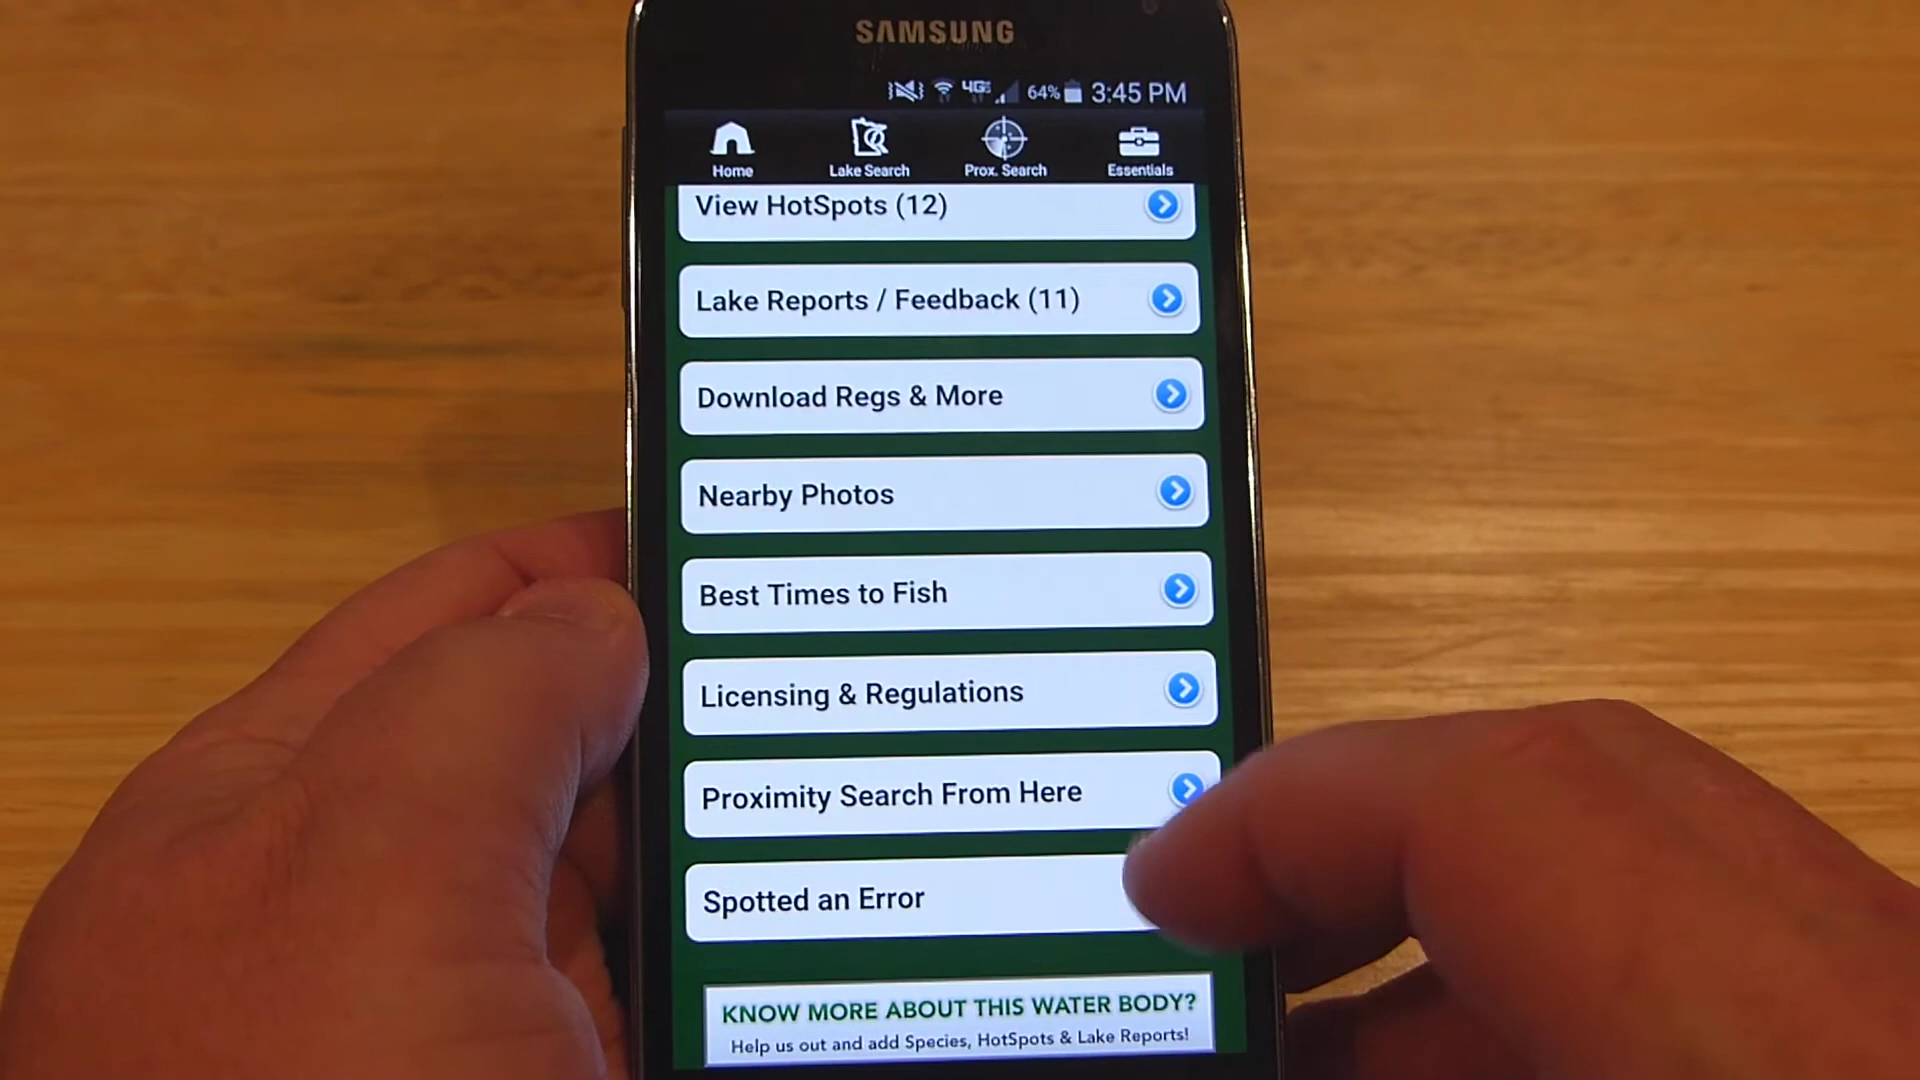 SAMSUNG
4G 64% 3:45 PM
Home Lake Search Prox. Search Essentials
View HotSpots (12)
Lake Reports / Feedback (11)
Download Regs & More
Nearby Photos
Best Times to Fish
Licensing & Regulations
Proximity Search From Here
Spotted an Error
KNOW MORE ABOUT THIS WATER BODY?
Help us out and add Species, HotSpots & Lake Reports!